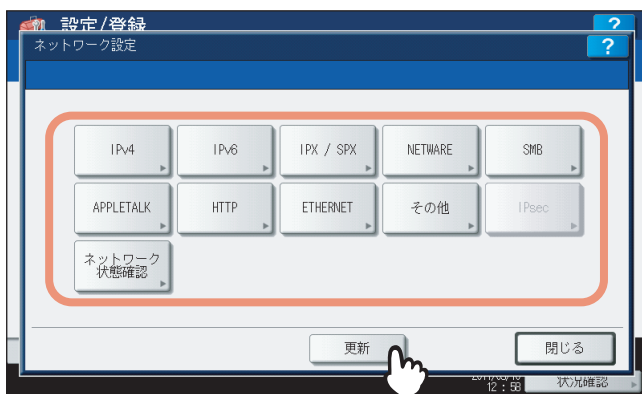 設定/登録 ?
ネットワーク設定 ?
IPv4 IPv6 IPX / SPX NETWARE SMB
APPLETALK HTTP ETHERNET その他 IPsec
ネットワーク
状態確認
更新 閉じる
12:58 状況確認